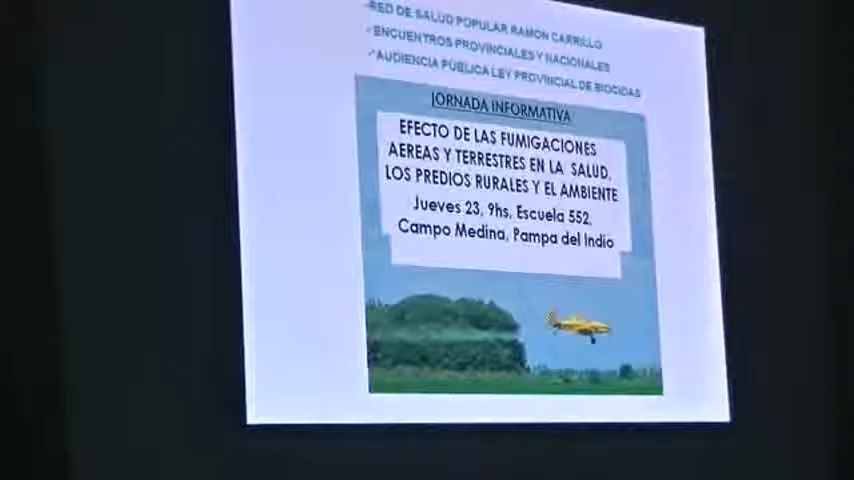 -RED DE SALUD POPULAR RAMON CARRILLO
ENCUENTROS PROVINCIALES Y NACIONALES
AUDIENCIA PÚBLICA LEY PROVINCIAL DE BIOCIDAS
JORNADA INFORMATIVA
EFECTO DE LAS FUMIGACIONES
AEREAS Y TERRESTRES EN LA SALUD,
LOS PREDIOS RURALES Y EL AMBIENTE
Jueves 23, 9hs, Escuela 552,
Campo Medina, Pampa del Indio